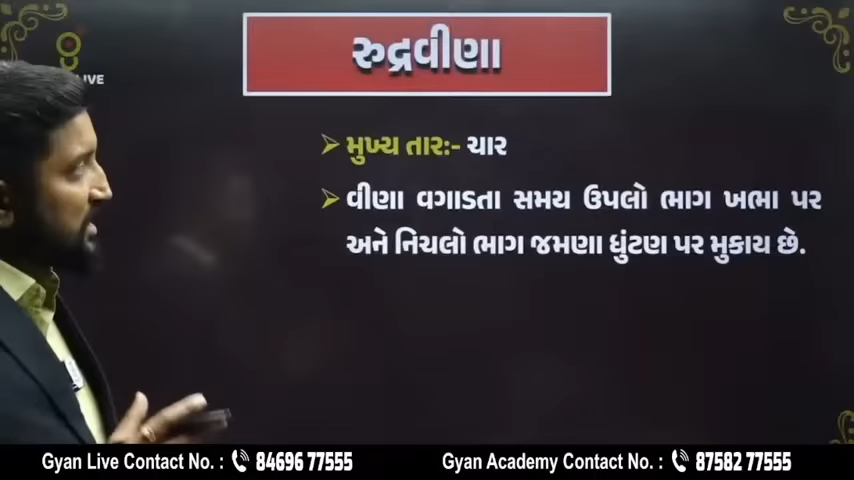 LIVE
રુદ્રવીણા
➢ મુખ્ય તાર:- ચાર
➢ વીણા વગાડતા સમય ઉપલો ભાગ ખભા પર
અને નિચલો ભાગ જમણા ધુંટણ પર મુકાય છે.
Gyan Live Contact No. : 84696 77555
Gyan Academy Contact No. : 87582 77555